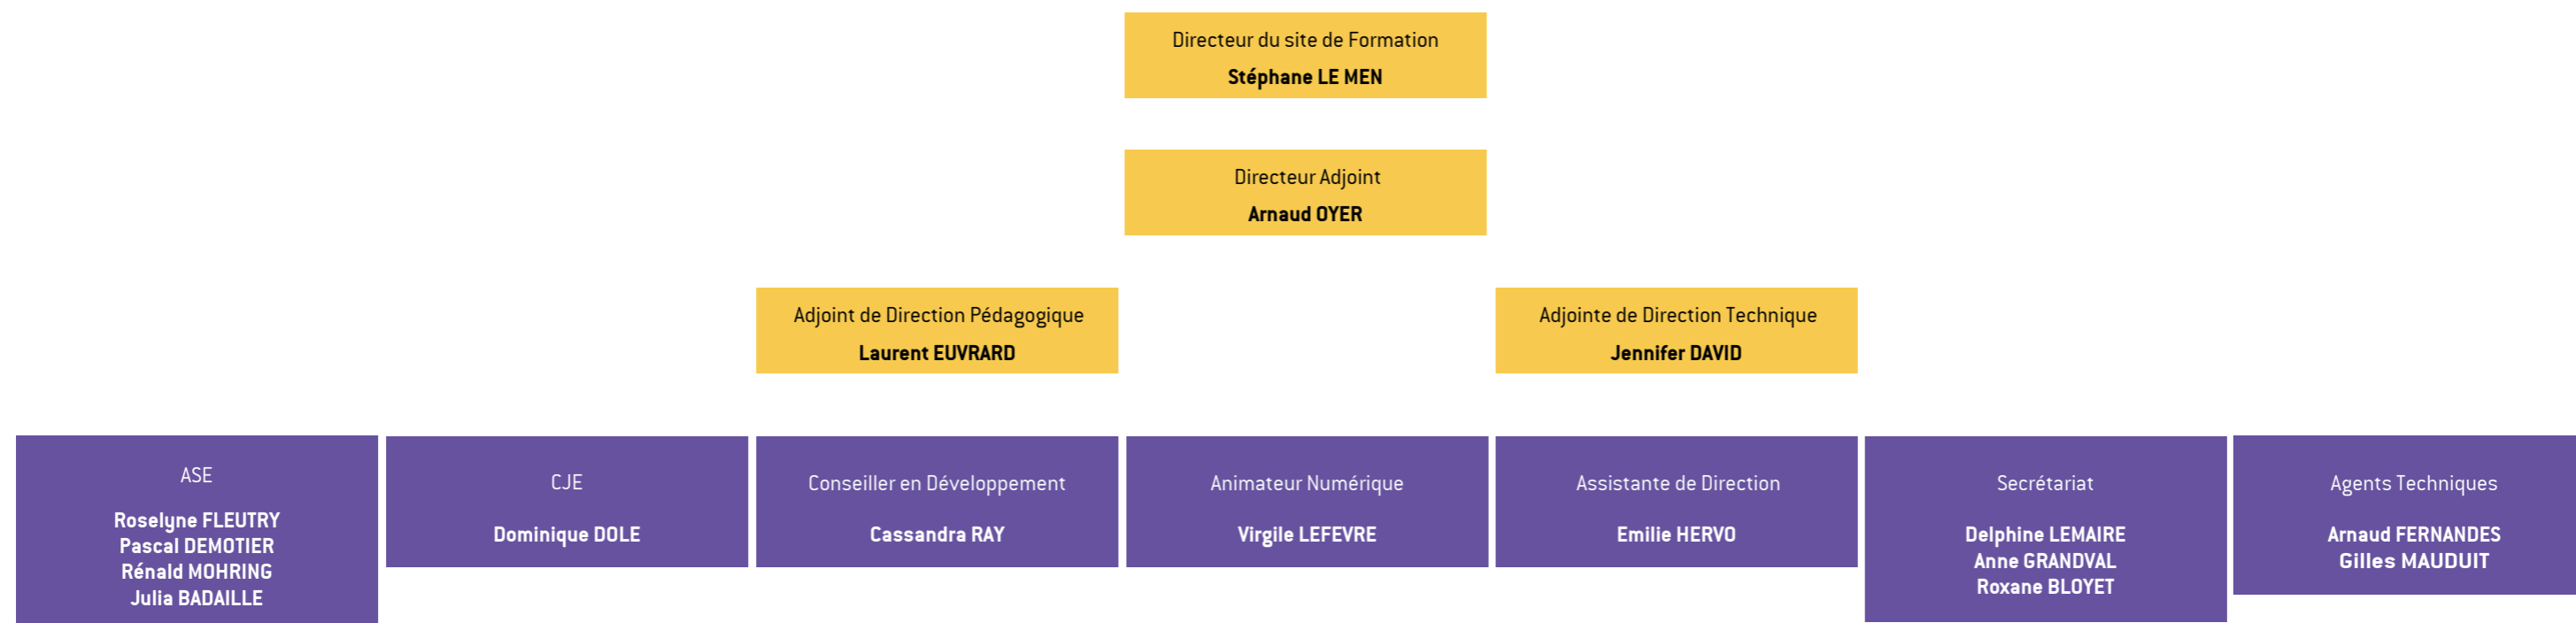 Directeur du site de Formation
Stéphane LE MEN
Directeur Adjoint
Arnaud OYER
Adjoint de Direction Pédagogique
Laurent EUVRARD
Adjointe de Direction Technique
Jennifer DAVID
ASE
Roselyne FLEUTRY
Pascal DEMOTIER
Rénald MOHRING
Julia BADAILLE
CJE
Dominique DOLE
Conseiller en Développement
Cassandra RAY
Animateur Numérique
Virgile LEFEVRE
Assistante de Direction
Emilie HERVO
Secrétariat
Delphine LEMAIRE
Anne GRANDVAL
Roxane BLOYET
Agents Techniques
Arnaud FERNANDES
Gilles MAUDUIT